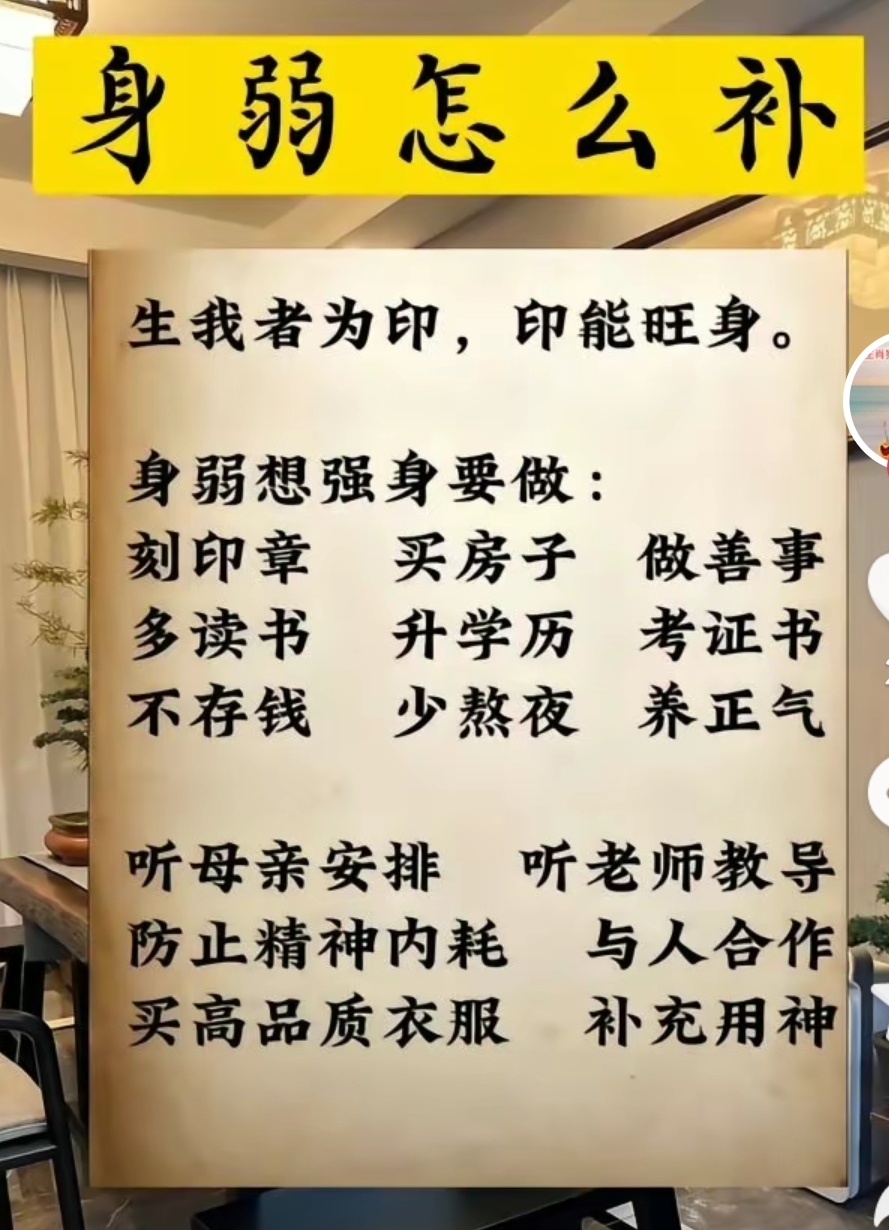 身弱怎么补
生我者为印，印能旺身。
身弱想强身要做：
刻印章 买房子 做善事
多读书 升学历 考证书
不存钱 少熬夜 养正气
听母亲安排 听老师教导
防止精神内耗 与人合作
买高品质衣服 补充用神